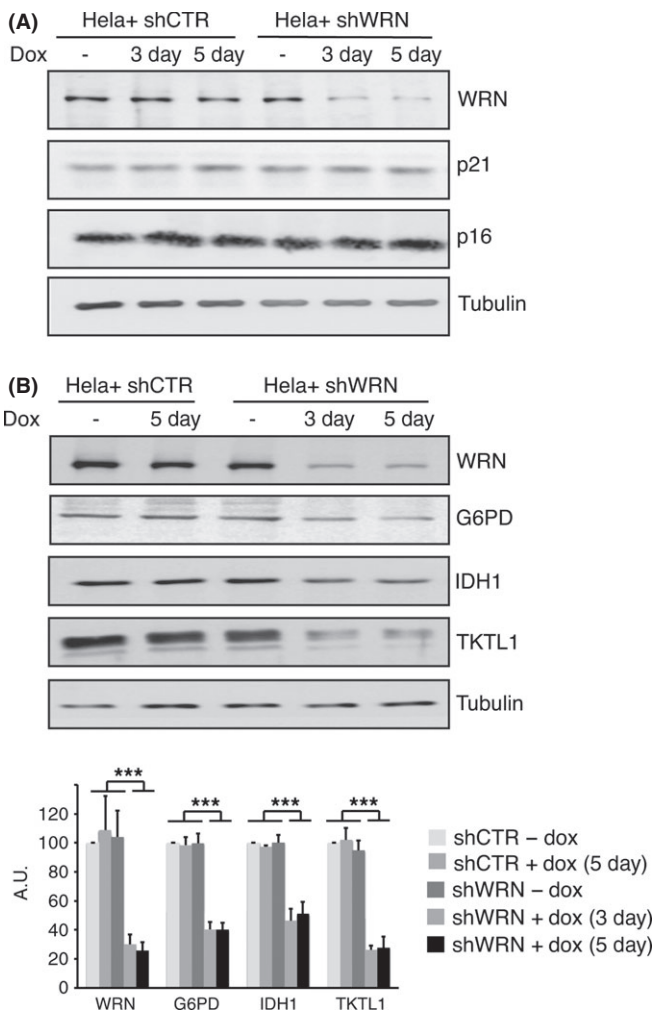 (A)
Hela+ shCTR Hela+ shWRN
Dox - 3 day 5 day - 3 day 5 day
WRN
p21
p16
Tubulin
(B)
Hela+ shCTR Hela+ shWRN
Dox - 5 day - 3 day 5 day
WRN
G6PD
IDH1
TKTL1
Tubulin
*** *** *** ***
A.U.
120
100
80
60
40
20
0
WRN G6PD IDH1 TKTL1
shCTR – dox
shCTR + dox (5 day)
shWRN – dox
shWRN + dox (3 day)
shWRN + dox (5 day)